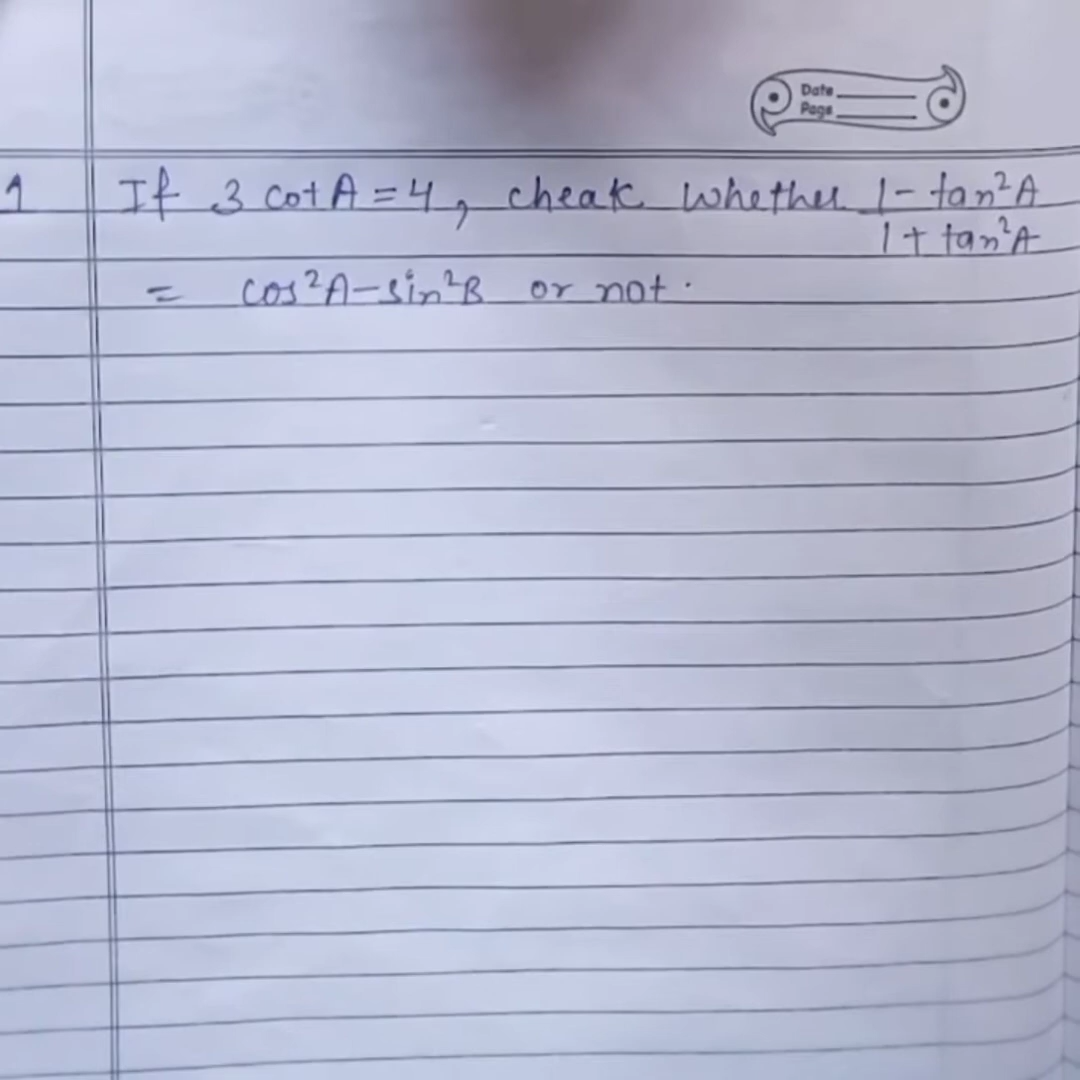 Date
Page
1 If 3 cot A = 4, cheak whether 1 - tan²A
1 + tan²A
= cos²A - sin²B or not.